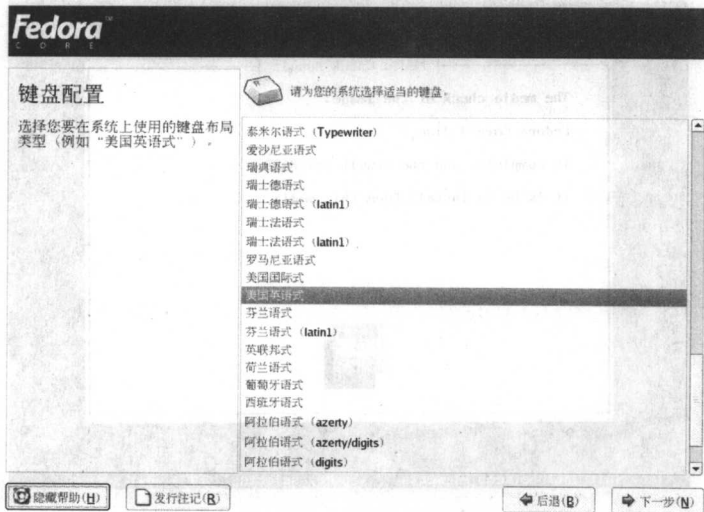 Fedora™
CORE
键盘配置
选择您要在系统上使用的键盘布局
类型（例如“美国英语式”）。
请为您的系统选择适当的键盘。
泰米尔语式（Typewriter）
爱沙尼亚语式
瑞典语式
瑞士德语式
瑞士德语式（latin1）
瑞士法语式
瑞士法语式（latin1）
罗马尼亚语式
美国国际式
美国英语式
芬兰语式
芬兰语式（latin1）
英联邦式
荷兰语式
葡萄牙语式
西班牙语式
阿拉伯语式（azerty）
阿拉伯语式（azerty/digits）
阿拉伯语式（digits）
隐藏帮助(H)
发行注记(R)
后退(B)
下一步(N)